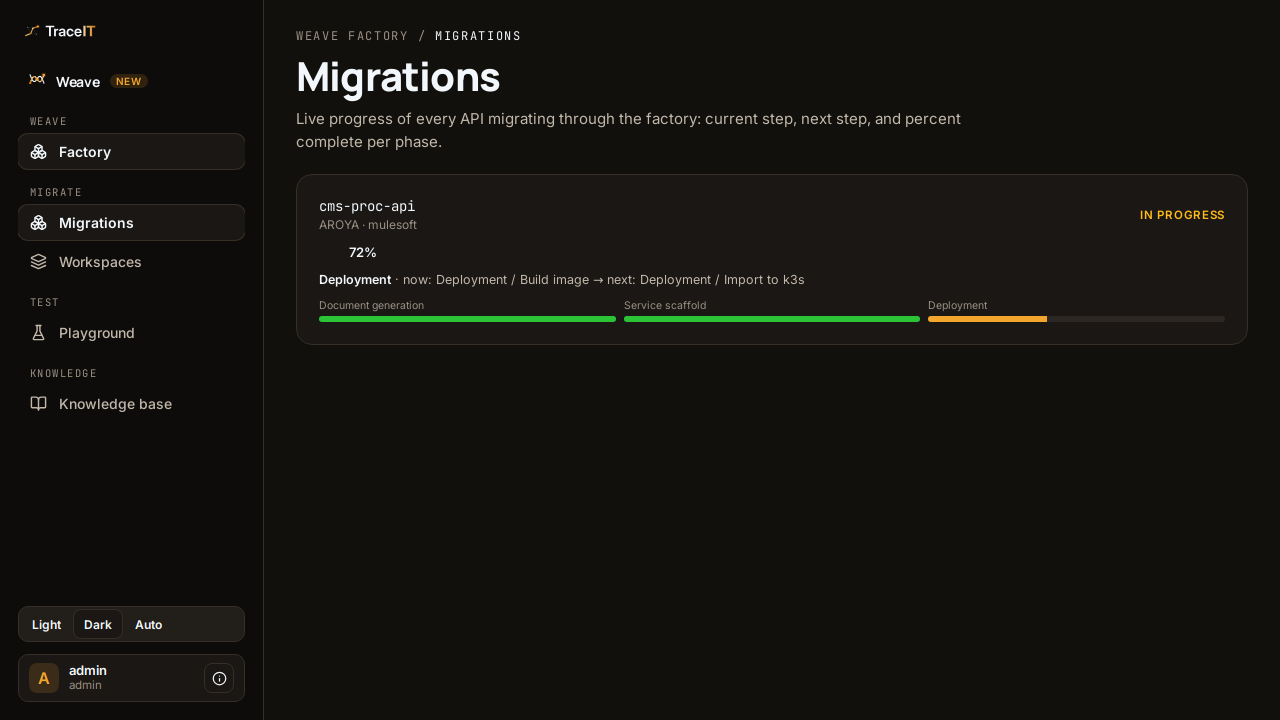 TraceIT
Weave NEW
WEAVE
Factory
MIGRATE
Migrations
Workspaces
TEST
Playground
KNOWLEDGE
Knowledge base
Light Dark Auto
A
admin
admin
WEAVE FACTORY / MIGRATIONS
Migrations
Live progress of every API migrating through the factory: current step, next step, and percent
complete per phase.
cms-proc-api
AROYA · mulesoft
IN PROGRESS
72%
Deployment · now: Deployment / Build image → next: Deployment / Import to k3s
Document generation
Service scaffold
Deployment